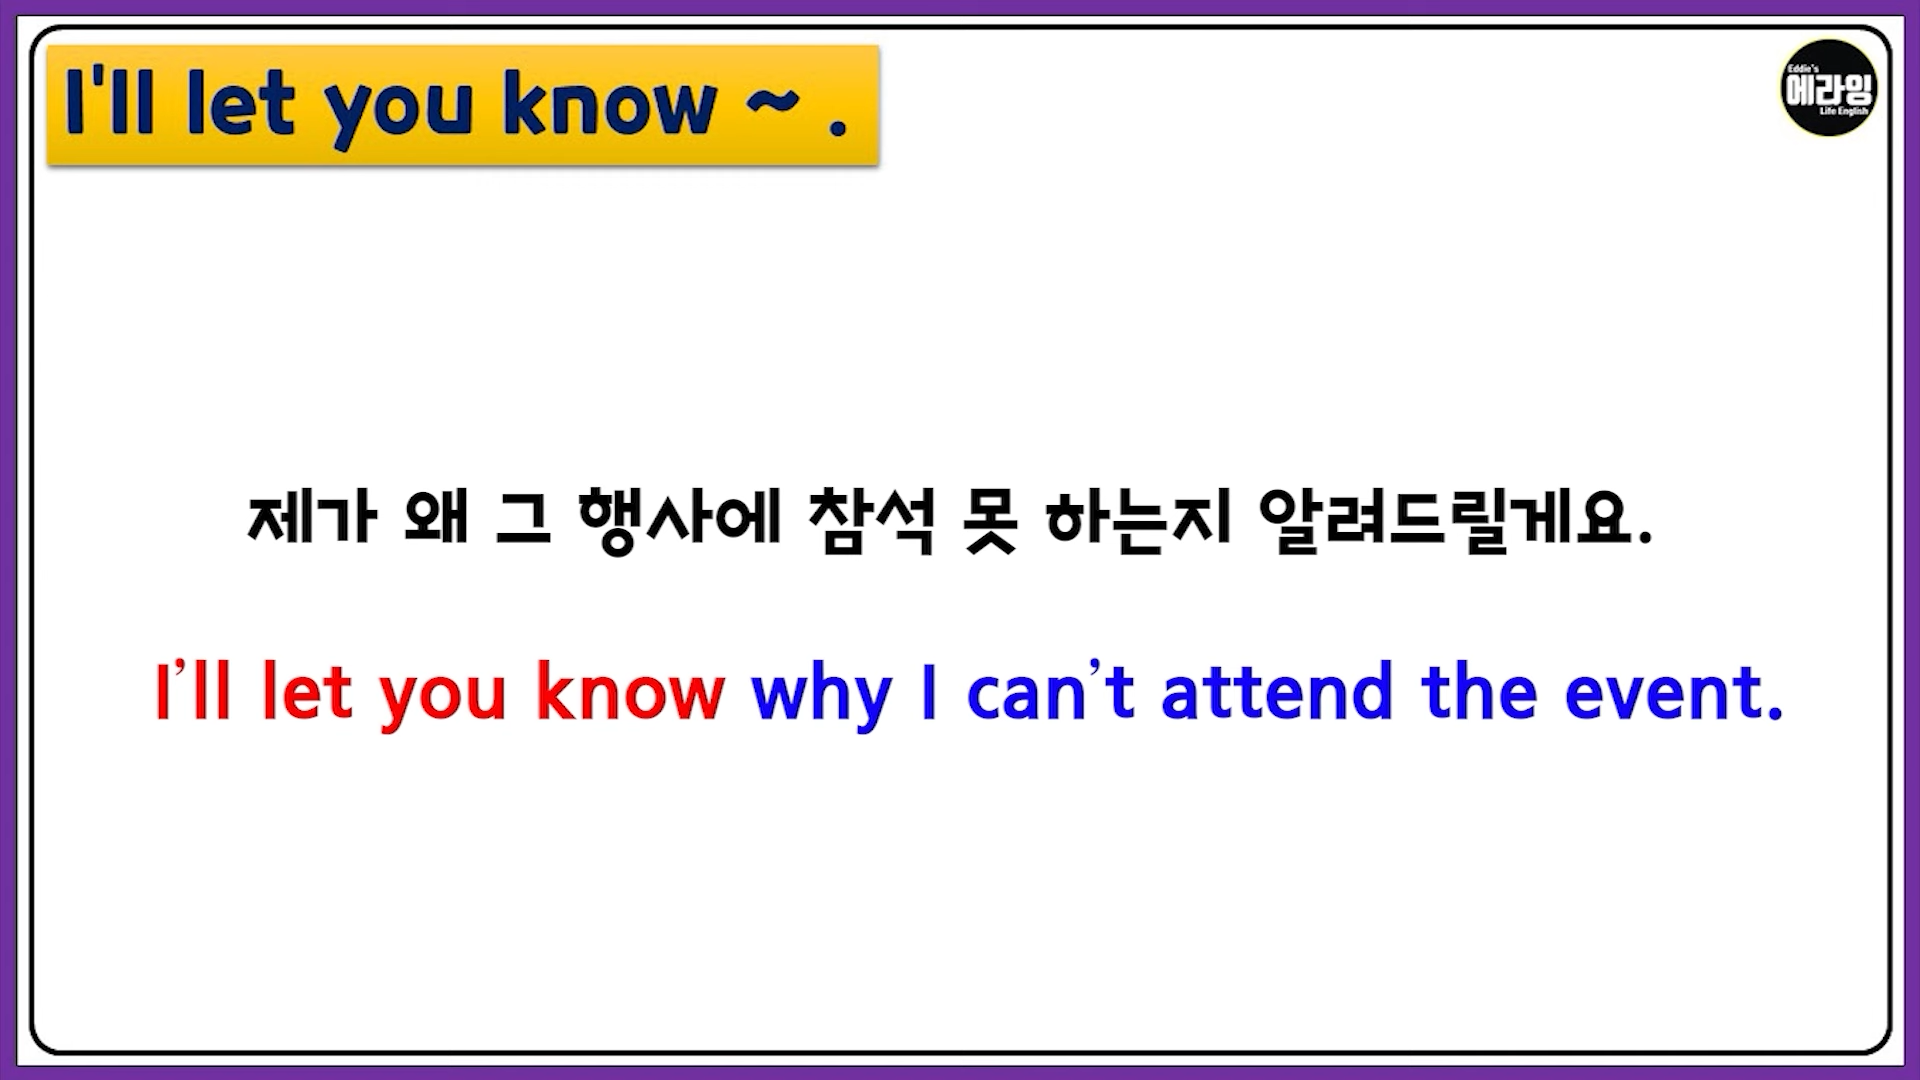 I'll let you know ~ .
Eddie's
에라잉
Life English
제가 왜 그 행사에 참석 못 하는지 알려드릴게요.
I’ll let you know why I can’t attend the event.